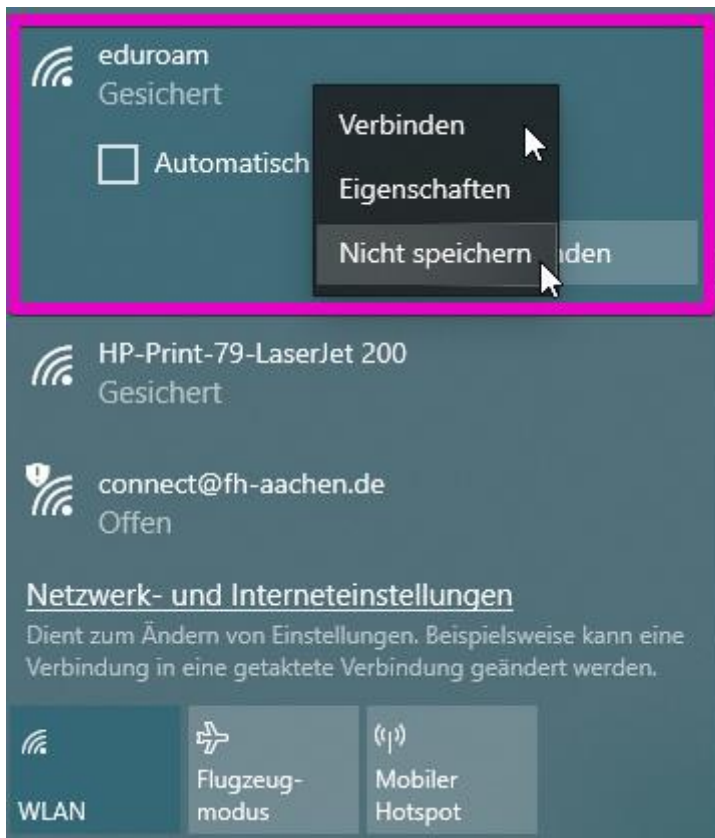 eduroam
Gesichert
Automatisch
Verbinden
Eigenschaften
Nicht speichern
nden
HP-Print-79-LaserJet 200
Gesichert
connect@fh-aachen.de
Offen
Netzwerk- und Interneteinstellungen
Dient zum Ändern von Einstellungen. Beispielsweise kann eine
Verbindung in eine getaktete Verbindung geändert werden.
WLAN
Flugzeug-
modus
Mobiler
Hotspot